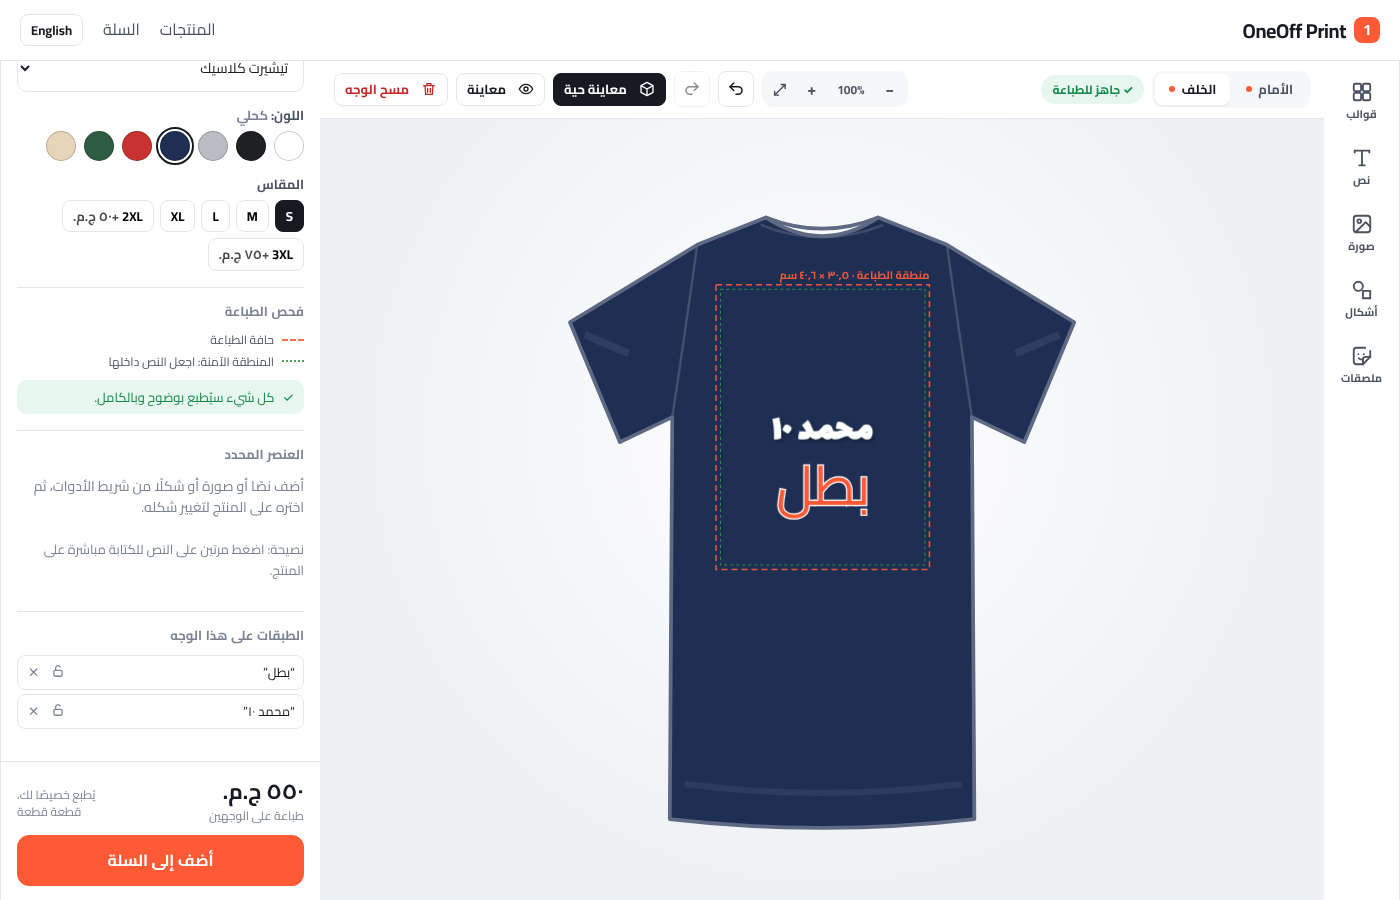 1 OneOff Print
المنتجات
السلة
English
الأمام
الخلف
✓ جاهز للطباعة
− 100% +
معاينة حية
معاينة
مسح الوجه
قوالب
نص
صورة
أشكال
ملصقات
منطقة الطباعة · ٣٠٫٥ × ٤٠٫٦ سم
محمد ١٠
بطل
تيشيرت كلاسيك
اللون: كحلي
المقاس
S
M
L
XL
2XL +٥٠ ج.م.
3XL +٧٥ ج.م.
فحص الطباعة
حافة الطباعة
المنطقة الآمنة: اجعل النص داخلها
✓ كل شيء سيُطبع بوضوح وبالكامل.
العنصر المحدد
أضف نصًا أو صورة أو شكلًا من شريط الأدوات، ثم
اختره على المنتج لتغيير شكله.
نصيحة: اضغط مرتين على النص للكتابة مباشرة على
المنتج.
الطبقات على هذا الوجه
“بطل”
“محمد ١٠”
٥٥٠ ج.م.
طباعة على الوجهين
يُطبع خصيصًا لك،
قطعة قطعة
أضف إلى السلة